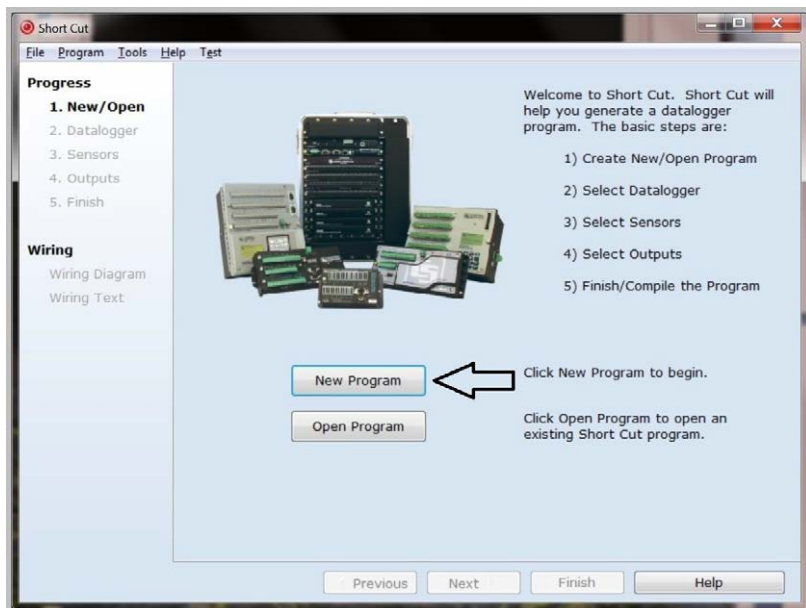 Short Cut
File Program Tools Help Test
Progress
1. New/Open
2. Datalogger
3. Sensors
4. Outputs
5. Finish
Wiring
Wiring Diagram
Wiring Text
Welcome to Short Cut. Short Cut will
help you generate a datalogger
program. The basic steps are:
1) Create New/Open Program
2) Select Datalogger
3) Select Sensors
4) Select Outputs
5) Finish/Compile the Program
New Program
Click New Program to begin.
Open Program
Click Open Program to open an
existing Short Cut program.
Previous Next Finish Help